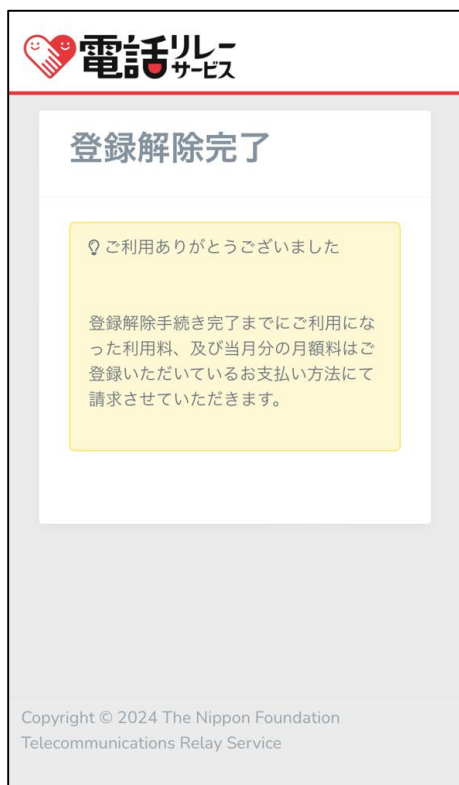 電話リレーサービス
登録解除完了
ご利用ありがとうございました
登録解除手続き完了までにご利用にな
った利用料、及び当月分の月額料はご
登録いただいているお支払い方法にて
請求させていただきます。
Copyright © 2024 The Nippon Foundation
Telecommunications Relay Service